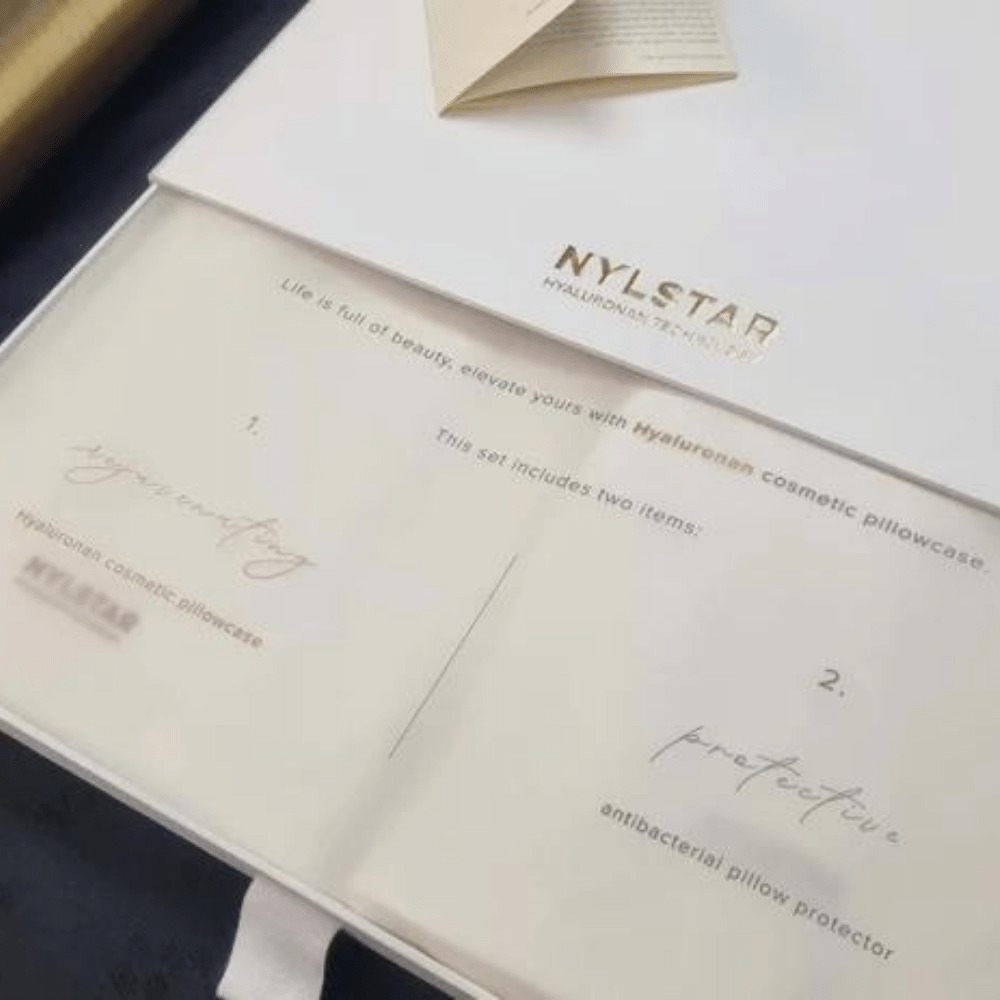 NYLSTAR
HYALURONAN TECHNOLOGY
Life is full of beauty, elevate yours with Hyaluronan cosmetic pillowcase.
This set includes two items:
1.
rejuvenating
Hyaluronan cosmetic pillowcase
NYLSTAR
2.
protective
antibacterial pillow protector